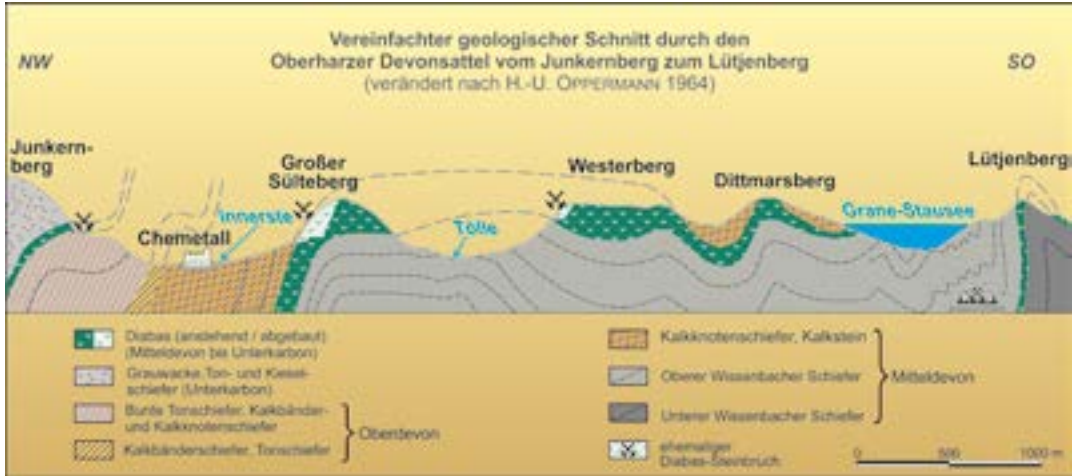 Vereinfachter geologischer Schnitt durch den
Oberharzer Devonsattel vom Junkernberg zum Lütjenberg
(verändert nach H.-U. OPPERMANN 1964)
NW
SO
Junkern-
berg
Großer
Sülteberg
Westerberg
Dittmarsberg
Lütjenberg
Innerste
Tölle
Grane-Stausee
Chemetall
Diabas (anstehend / abgebaut)
(Mitteldevon bis Unterkarbon)
Grauwacke, Ton- und Kiesel-
schiefer (Unterkarbon)
Bunte Tonschiefer, Kalkbänder-
und Kalkknotenschiefer
Kalkbänderschiefer, Tonschiefer
Oberdevon
Kalkknotenschiefer, Kalkstein
Oberer Wissenbacher Schiefer
Unterer Wissenbacher Schiefer
Mitteldevon
ehemaliger
Diabas-Steinbruch
0 500 1000 m